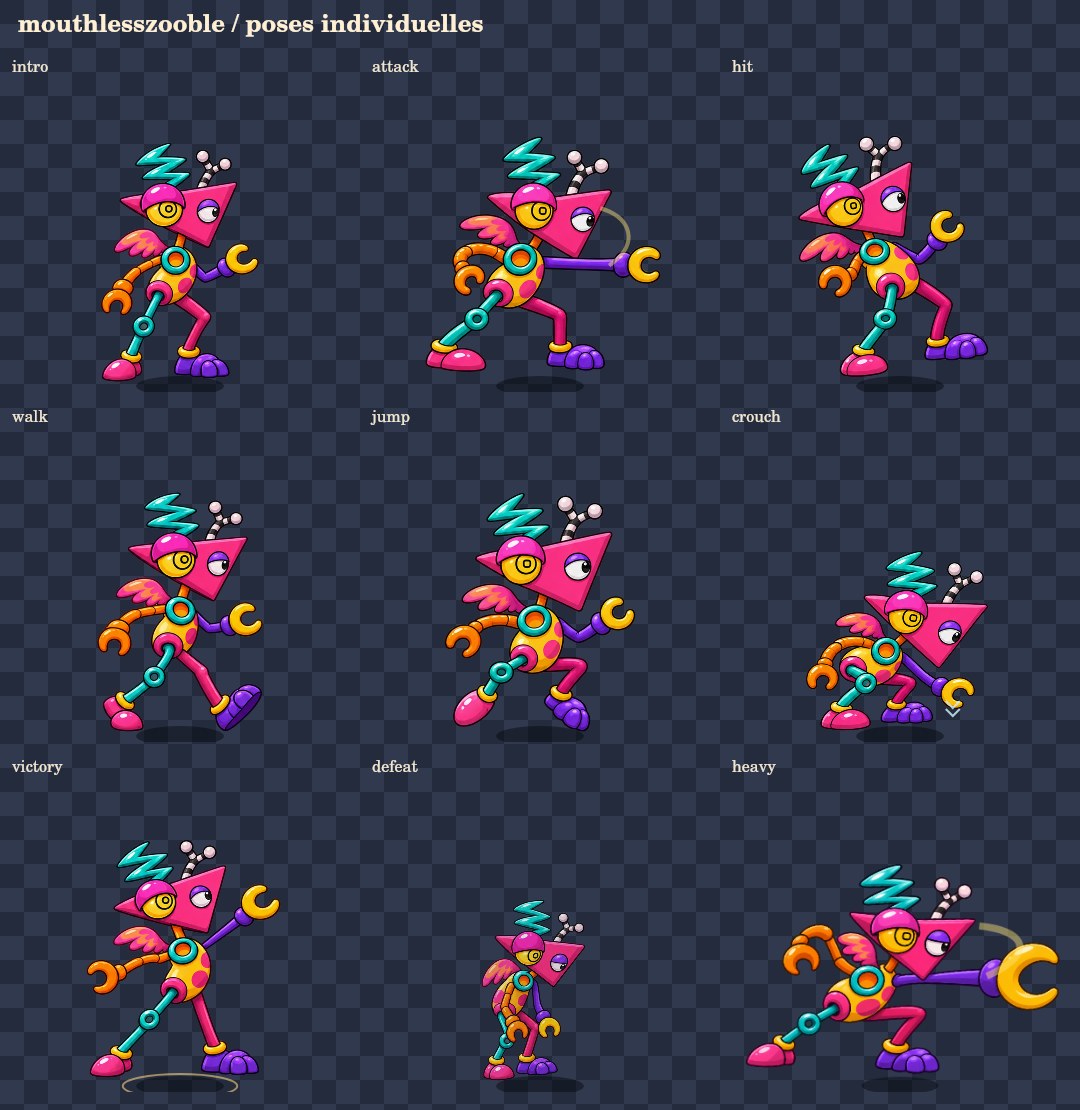 mouthlesszooble / poses individuelles
intro
attack
hit
walk
jump
crouch
victory
defeat
heavy